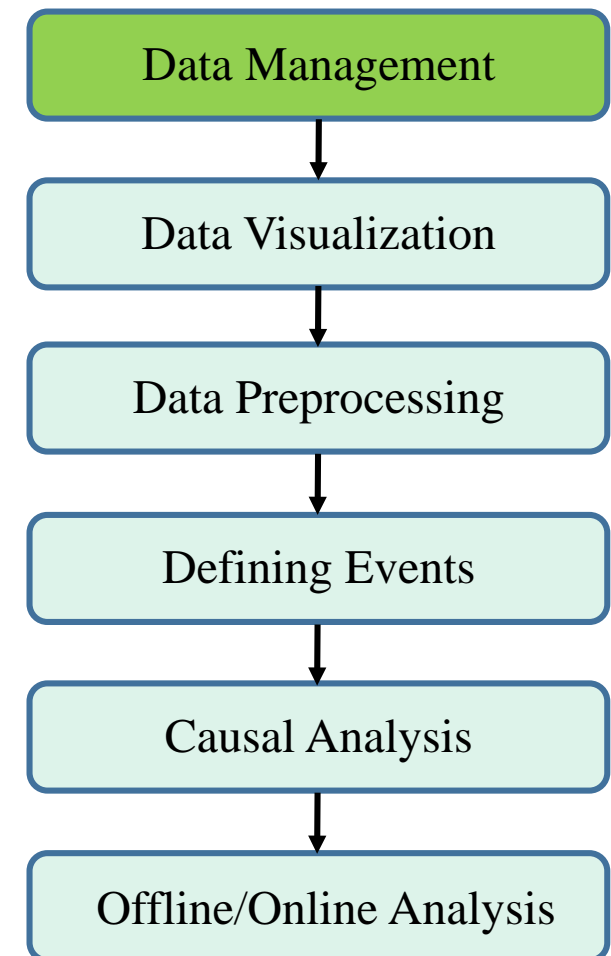 Data Management
Data Visualization
Data Preprocessing
Defining Events
Causal Analysis
Offline/Online Analysis